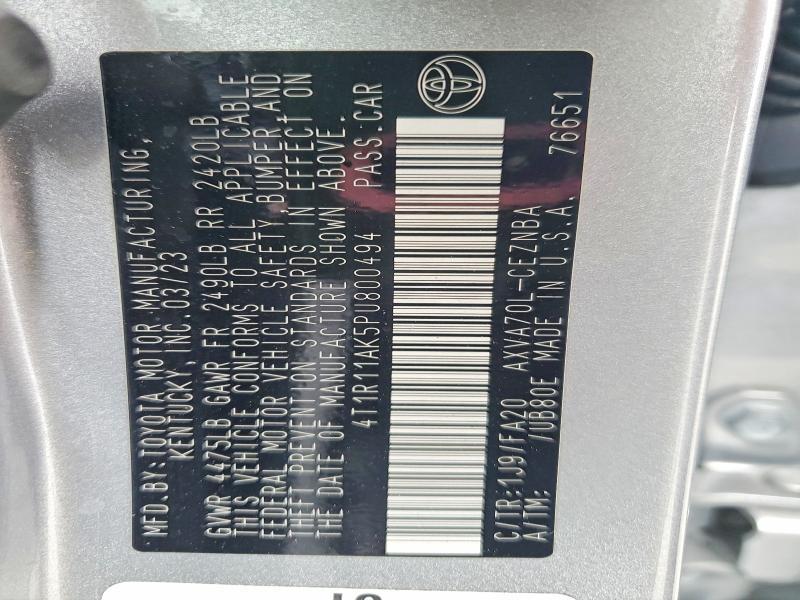 MFD.BY:TOYOTA MOTOR MANUFACTURING,
KENTUCKY, INC. 03/23
GVWR 4475LB GAWR FR 2490LB RR 2420LB
THIS VEHICLE CONFORMS TO ALL APPLICABLE
FEDERAL MOTOR VEHICLE SAFETY,BUMPER,AND
THEFT PREVENTION STANDARDS IN EFFECT ON
THE DATE OF MANUFACTURE SHOWN ABOVE.
4T1R11AK5PU800494 PASS.CAR
C/TR:1J9/FA20 AXVA70L-CEZNBA
A/TM: /UB80E MADE IN U.S.A. 76651